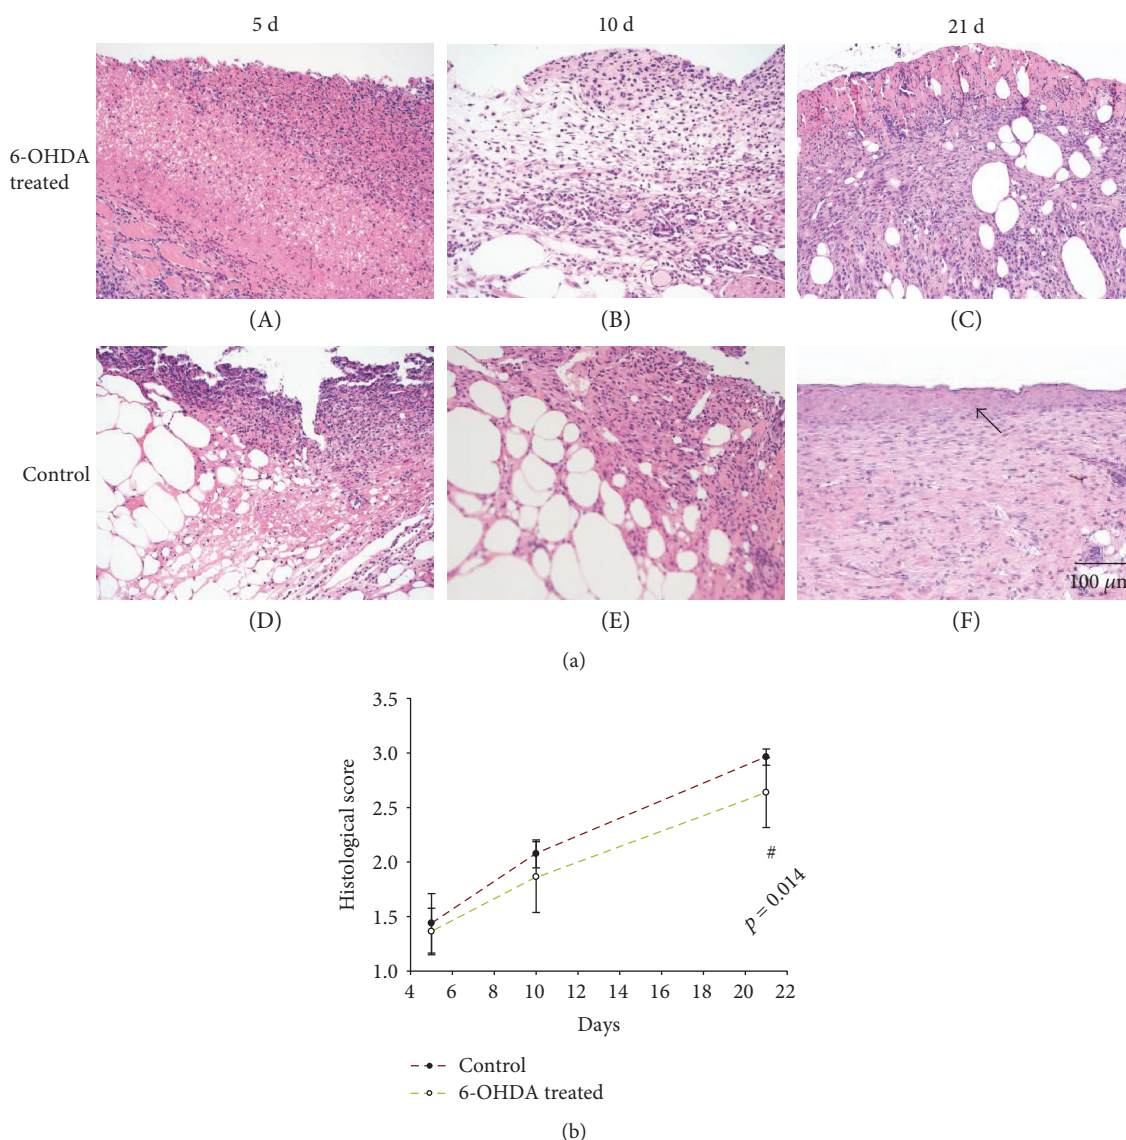 5 d
10 d
21 d
6-OHDA
treated
(A)
(B)
(C)
Control
100 μm
(D)
(E)
(F)
(a)
3.5
3.0
2.5
2.0
1.5
1.0
Histological score
#
p = 0.014
4
6
8
10
12
14
16
18
20
22
Days
Control
6-OHDA treated
(b)